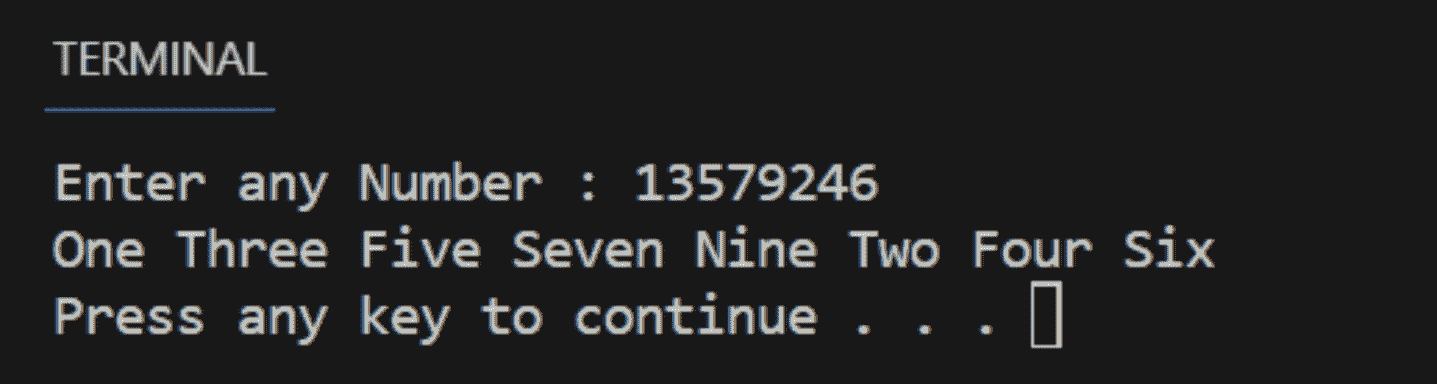 TERMINAL
Enter any Number : 13579246
One Three Five Seven Nine Two Four Six
Press any key to continue . . .